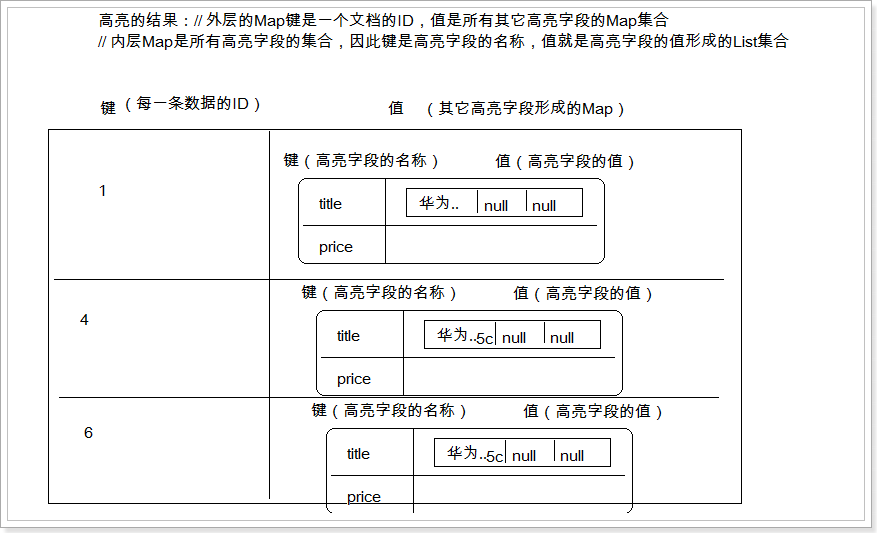 高亮的结果：// 外层的Map键是一个文档的ID，值是所有其它高亮字段的Map集合
// 内层Map是所有高亮字段的集合，因此键是高亮字段的名称，值就是高亮字段的值形成的List集合
键（每一条数据的ID） 值 （其它高亮字段形成的Map）
键（高亮字段的名称） 值（高亮字段的值）
1
title 华为.. null null
price
键（高亮字段的名称） 值（高亮字段的值）
4
title 华为..5c null null
price
键（高亮字段的名称） 值（高亮字段的值）
6
title 华为..5c null null
price